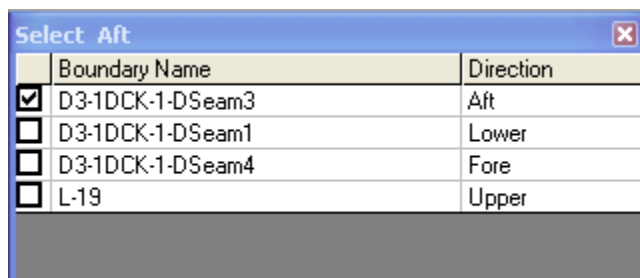 Select Aft
Boundary Name Direction
D3-1DCK-1-DSeam3 Aft
D3-1DCK-1-DSeam1 Lower
D3-1DCK-1-DSeam4 Fore
L-19 Upper